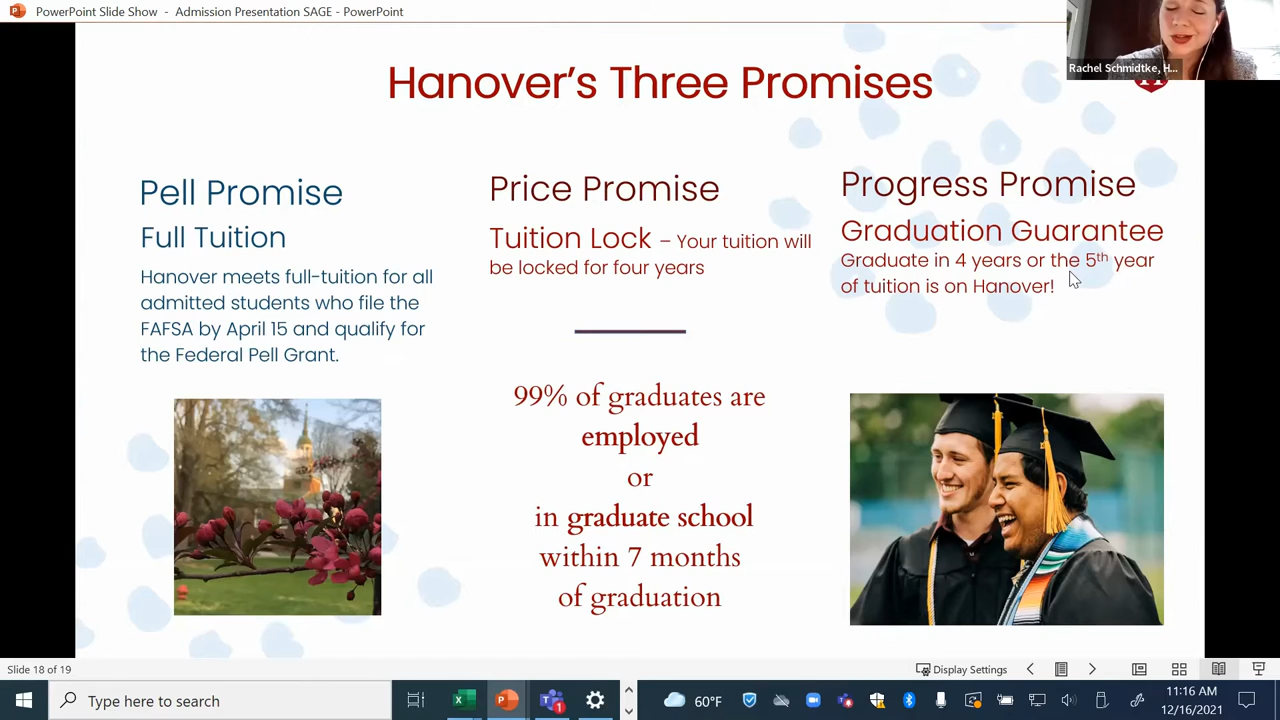 PowerPoint Slide Show - Admission Presentation SAGE - PowerPoint
Rachel Schmidtke, H...
Hanover's Three Promises
Pell Promise
Full Tuition
Hanover meets full-tuition for all
admitted students who file the
FAFSA by April 15 and qualify for
the Federal Pell Grant.
Price Promise
Tuition Lock – Your tuition will
be locked for four years
99% of graduates are
employed
or
in graduate school
within 7 months
of graduation
Progress Promise
Graduation Guarantee
Graduate in 4 years or the 5th year
of tuition is on Hanover!
Slide 18 of 19
Display Settings
Type here to search
60°F
11:16 AM
12/16/2021